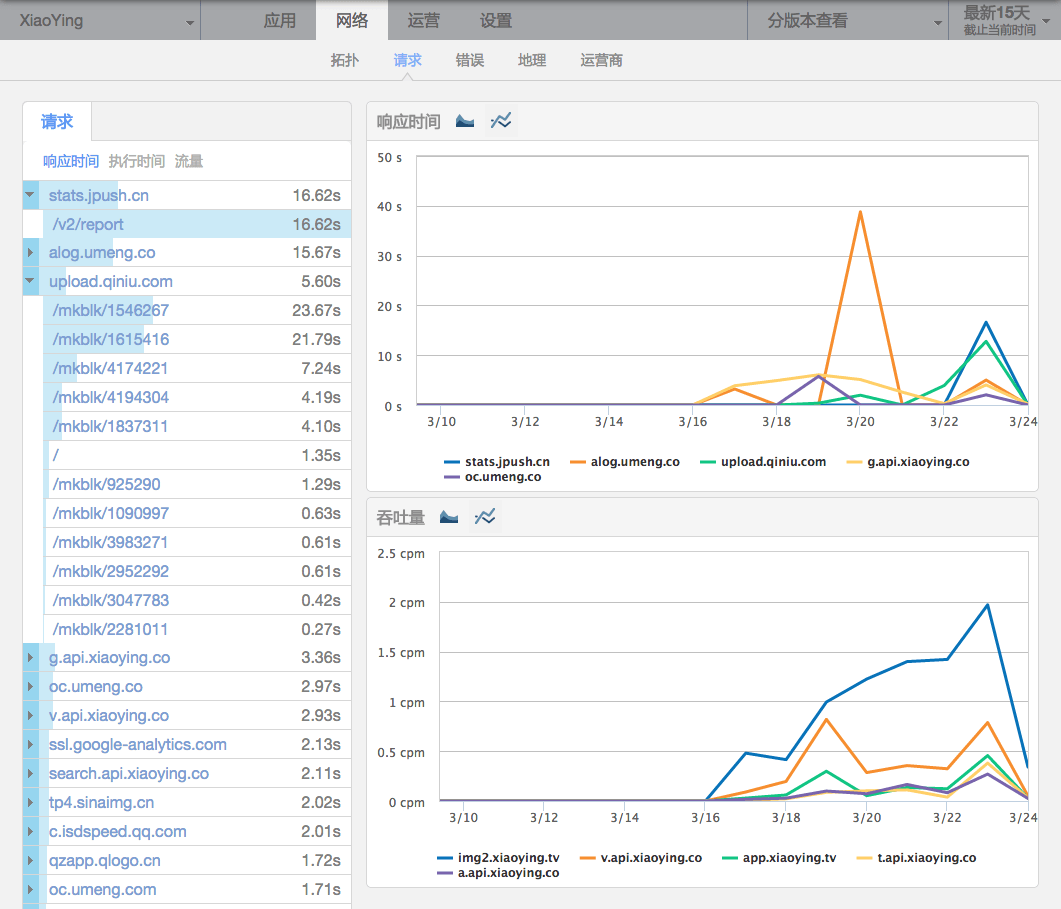 XiaoYing 应用 网络 运营 设置 分版本查看 最新15天
截止当前时间
拓扑 请求 错误 地理 运营商
请求
响应时间 执行时间 流量
stats.jpush.cn 16.62s
/v2/report 16.62s
alog.umeng.co 15.67s
upload.qiniu.com 5.60s
/mkblk/1546267 23.67s
/mkblk/1615416 21.79s
/mkblk/4174221 7.24s
/mkblk/4194304 4.19s
/mkblk/1837311 4.10s
/ 1.35s
/mkblk/925290 1.29s
/mkblk/1090997 0.63s
/mkblk/3983271 0.61s
/mkblk/2952292 0.61s
/mkblk/3047783 0.42s
/mkblk/2281011 0.27s
g.api.xiaoying.co 3.36s
oc.umeng.co 2.97s
v.api.xiaoying.co 2.93s
ssl.google-analytics.com 2.13s
search.api.xiaoying.co 2.11s
tp4.sinaimg.cn 2.02s
c.isdspeed.qq.com 2.01s
qzapp.qlogo.cn 1.72s
oc.umeng.com 1.71s
响应时间
50 s
40 s
30 s
20 s
10 s
0 s
3/10 3/12 3/14 3/16 3/18 3/20 3/22 3/24
stats.jpush.cn alog.umeng.co upload.qiniu.com g.api.xiaoying.co
oc.umeng.co
吞吐量
2.5 cpm
2 cpm
1.5 cpm
1 cpm
0.5 cpm
0 cpm
3/10 3/12 3/14 3/16 3/18 3/20 3/22 3/24
img2.xiaoying.tv v.api.xiaoying.co app.xiaoying.tv t.api.xiaoying.co
a.api.xiaoying.co